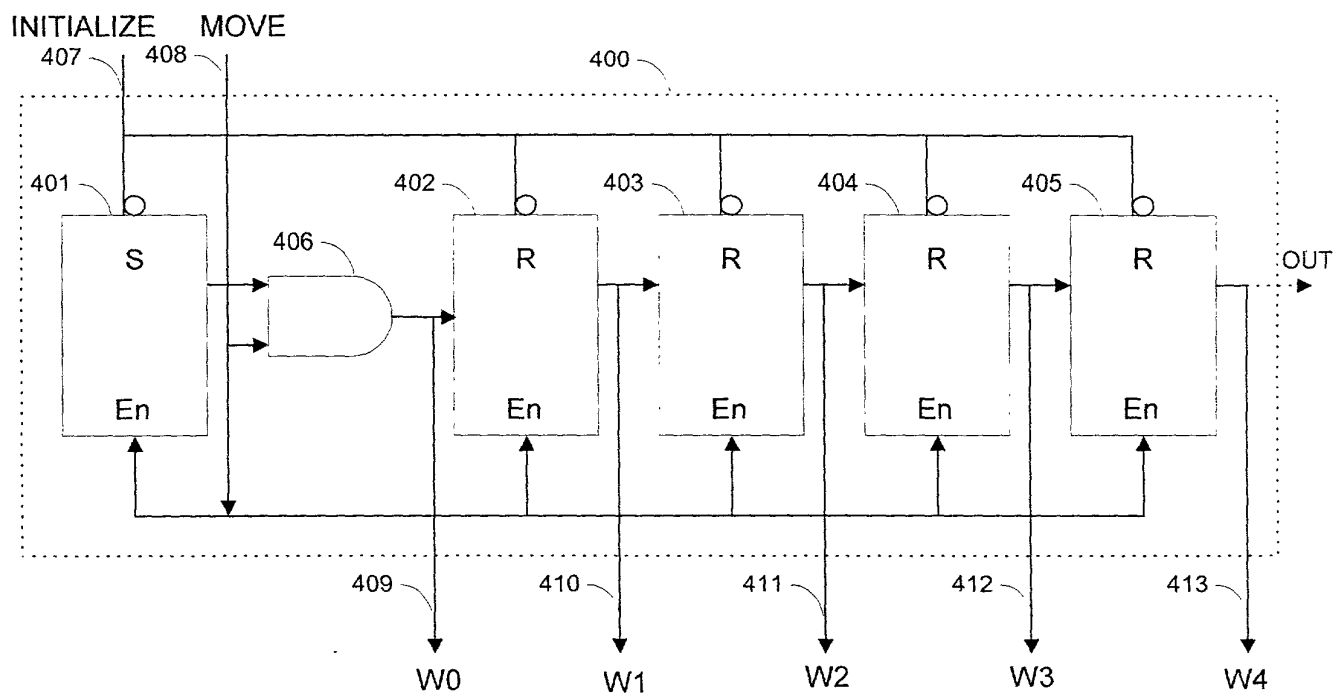 INITIALIZE MOVE
407
408
400
401
402
403
404
405
406
S
R
R
R
R
OUT
En
En
En
En
En
409
410
411
412
413
W0
W1
W2
W3
W4